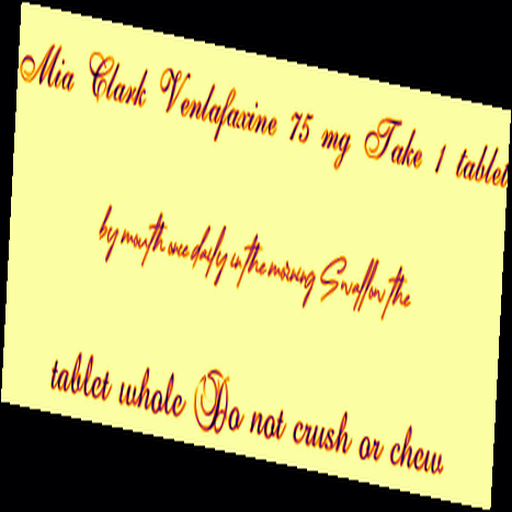 Mia Clark Venlafaxine 75 mg Take 1 tablet
by mouth once daily in the morning Swallow the
tablet whole Do not crush or chew